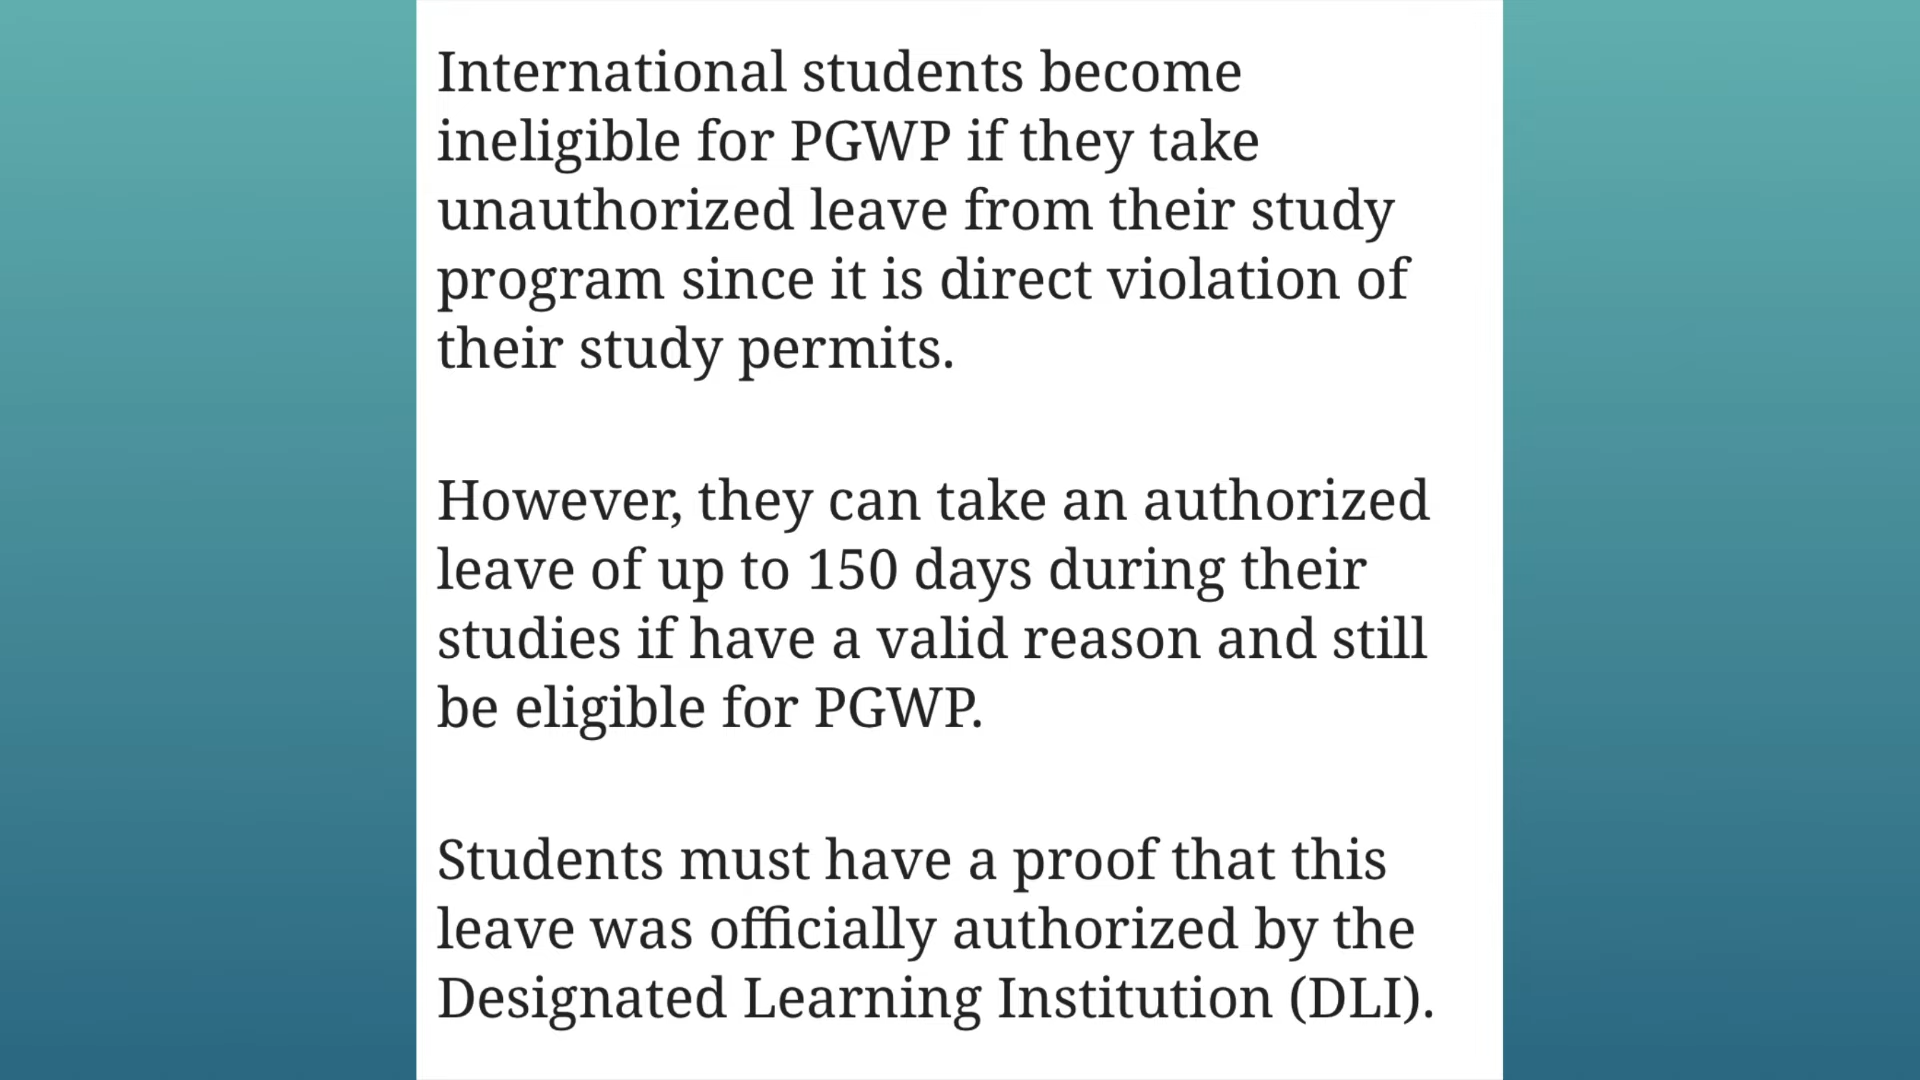 International students become
ineligible for PGWP if they take
unauthorized leave from their study
program since it is direct violation of
their study permits.
However, they can take an authorized
leave of up to 150 days during their
studies if have a valid reason and still
be eligible for PGWP.
Students must have a proof that this
leave was officially authorized by the
Designated Learning Institution (DLI).